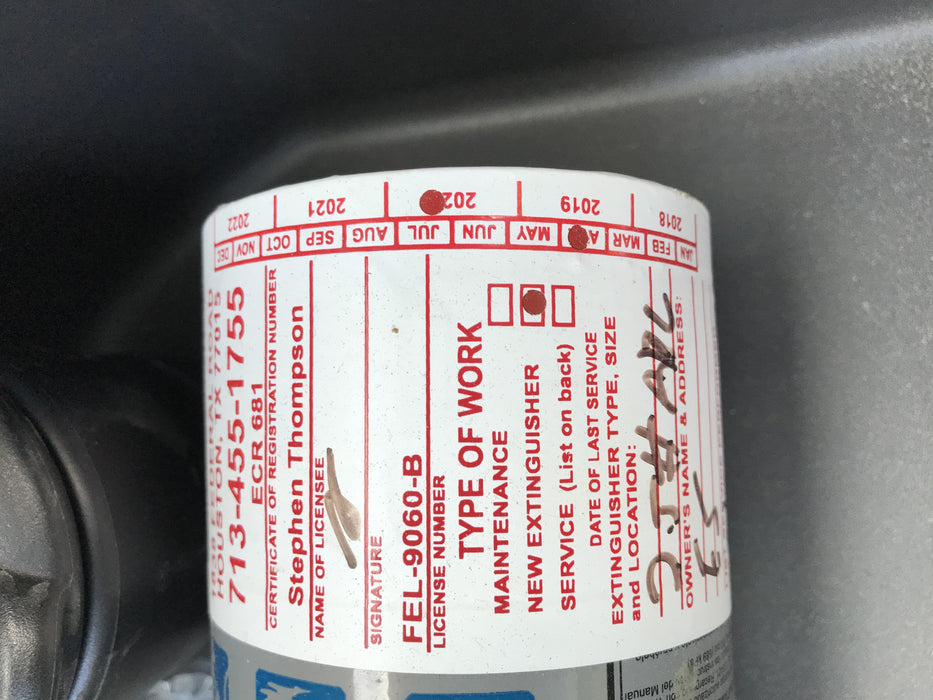 HOUSTON, TX 77015
713-455-1755
ECR 681
CERTIFICATE OF REGISTRATION NUMBER
Stephen Thompson
NAME OF LICENSEE
SIGNATURE
FEL-9060-B
LICENSE NUMBER
TYPE OF WORK
MAINTENANCE
NEW EXTINGUISHER
SERVICE (List on back)
DATE OF LAST SERVICE
EXTINGUISHER TYPE, SIZE
and LOCATION:
OWNER'S NAME & ADDRESS:
2018 2019 202 2021 2022
JAN FEB MAR A MAY JUN JUL AUG SEP OCT NOV DEC
del Manual